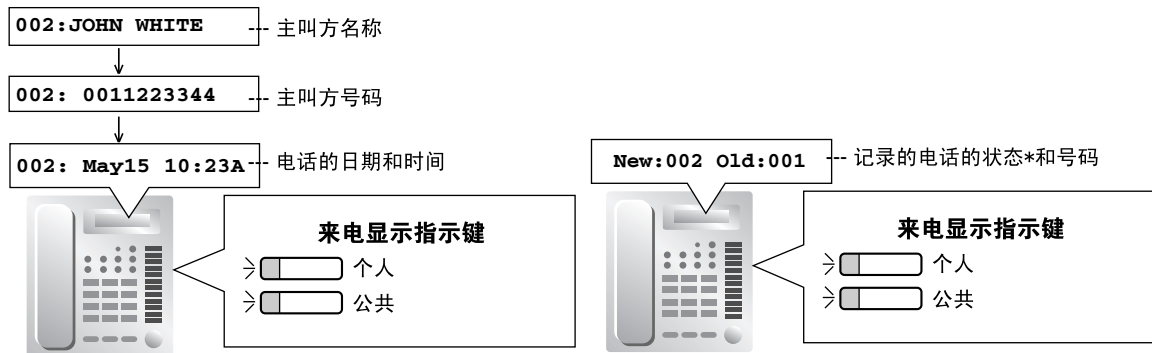 002:JOHN WHITE --- 主叫方名称
002: 0011223344 --- 主叫方号码
002: May15 10:23A --- 电话的日期和时间
来电显示指示键
个人
公共
New:002 Old:001 --- 记录的电话的状态*和号码
来电显示指示键
个人
公共